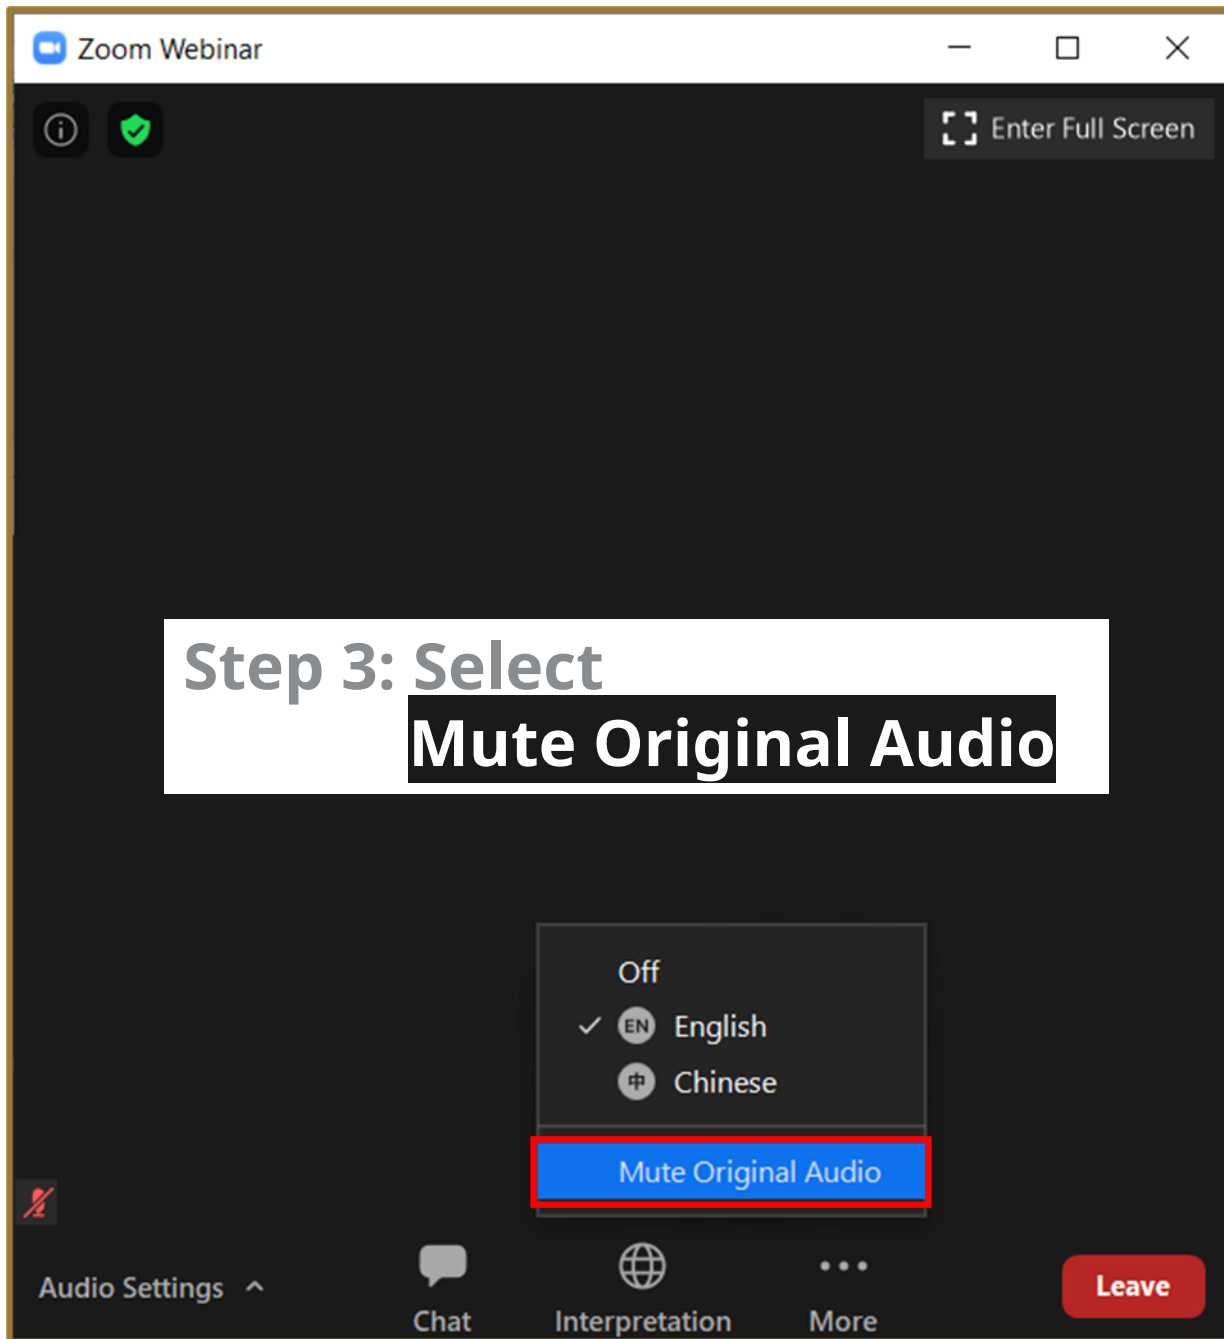 Zoom Webinar
Enter Full Screen
Step 3: Select
Mute Original Audio
Off
EN English
中 Chinese
Mute Original Audio
Audio Settings
Chat
Interpretation
More
Leave